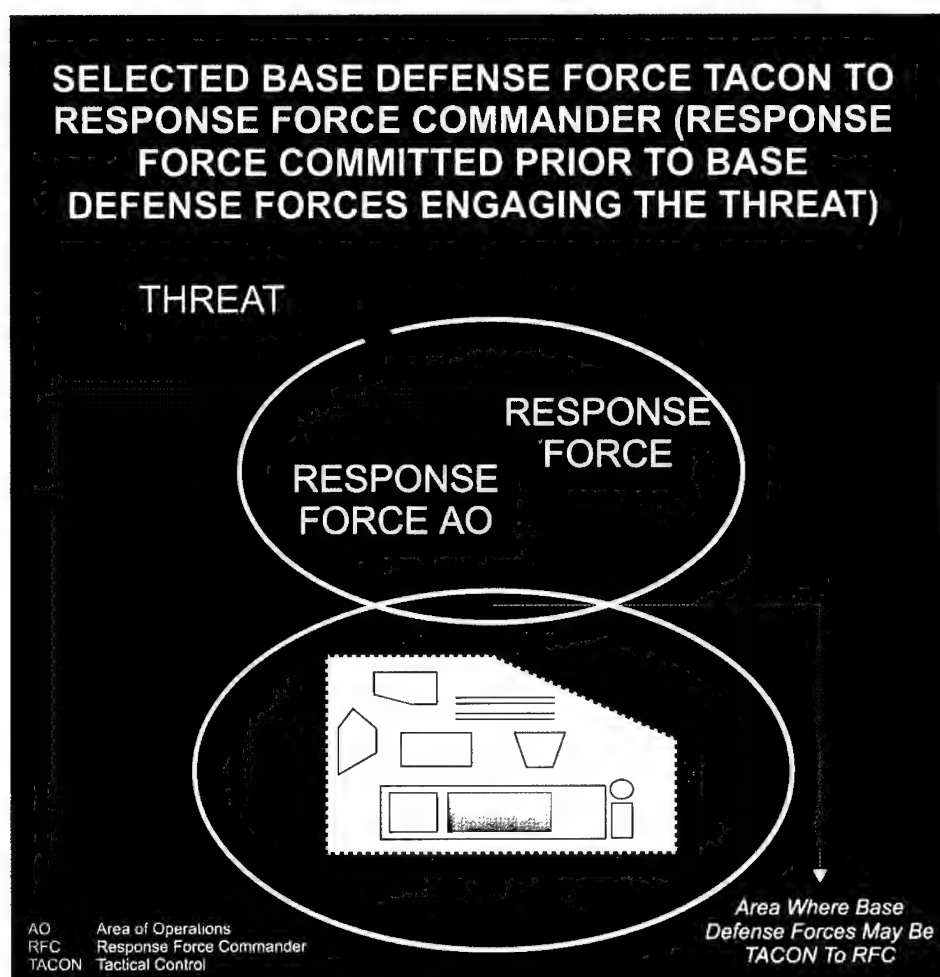 SELECTED BASE DEFENSE FORCE TACON TO
RESPONSE FORCE COMMANDER (RESPONSE
FORCE COMMITTED PRIOR TO BASE
DEFENSE FORCES ENGAGING THE THREAT)
THREAT
RESPONSE
FORCE
RESPONSE
FORCE AO
AO Area of Operations
RFC Response Force Commander
TACON Tactical Control
Area Where Base
Defense Forces May Be
TACON To RFC